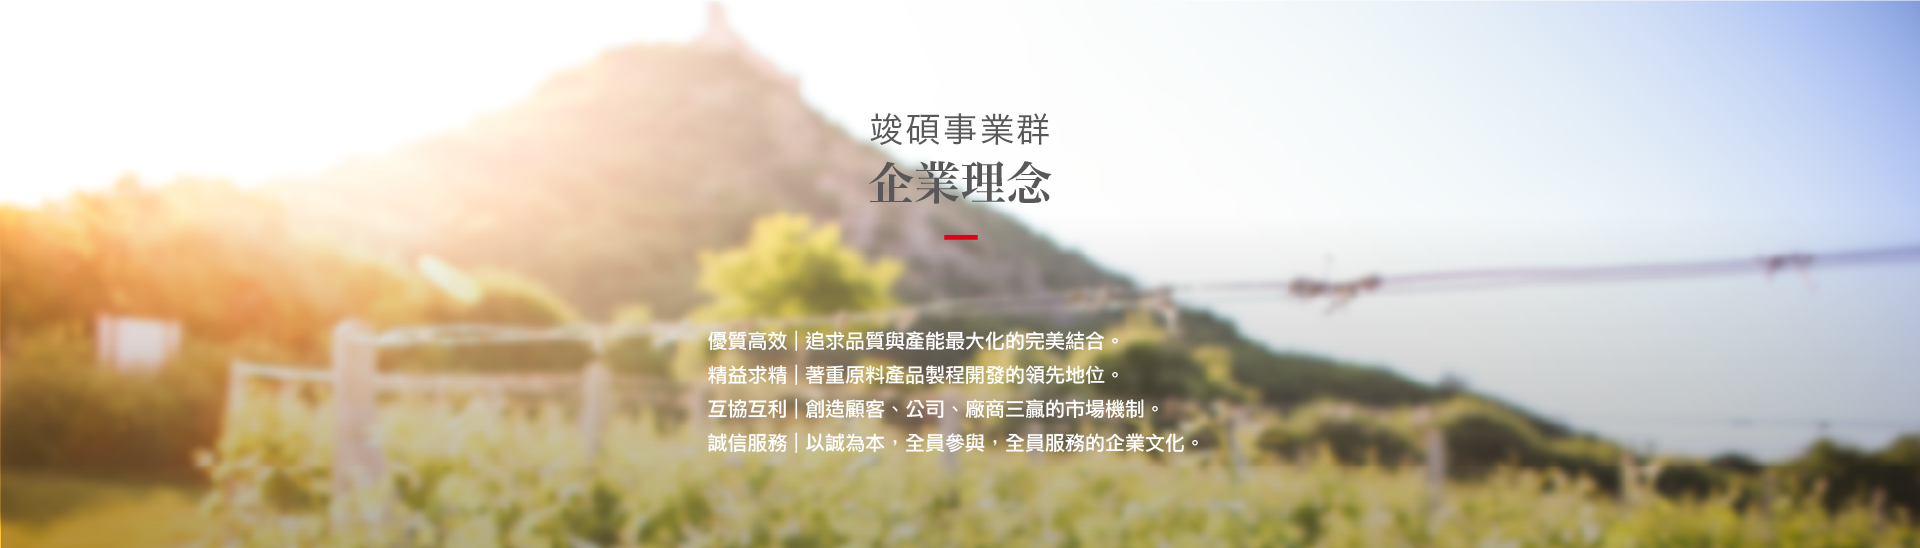 竣碩事業群
企業理念
優質高效｜追求品質與產能最大化的完美結合。
精益求精｜著重原料產品製程開發的領先地位。
互協互利｜創造顧客、公司、廠商三贏的市場機制。
誠信服務｜以誠為本，全員參與，全員服務的企業文化。